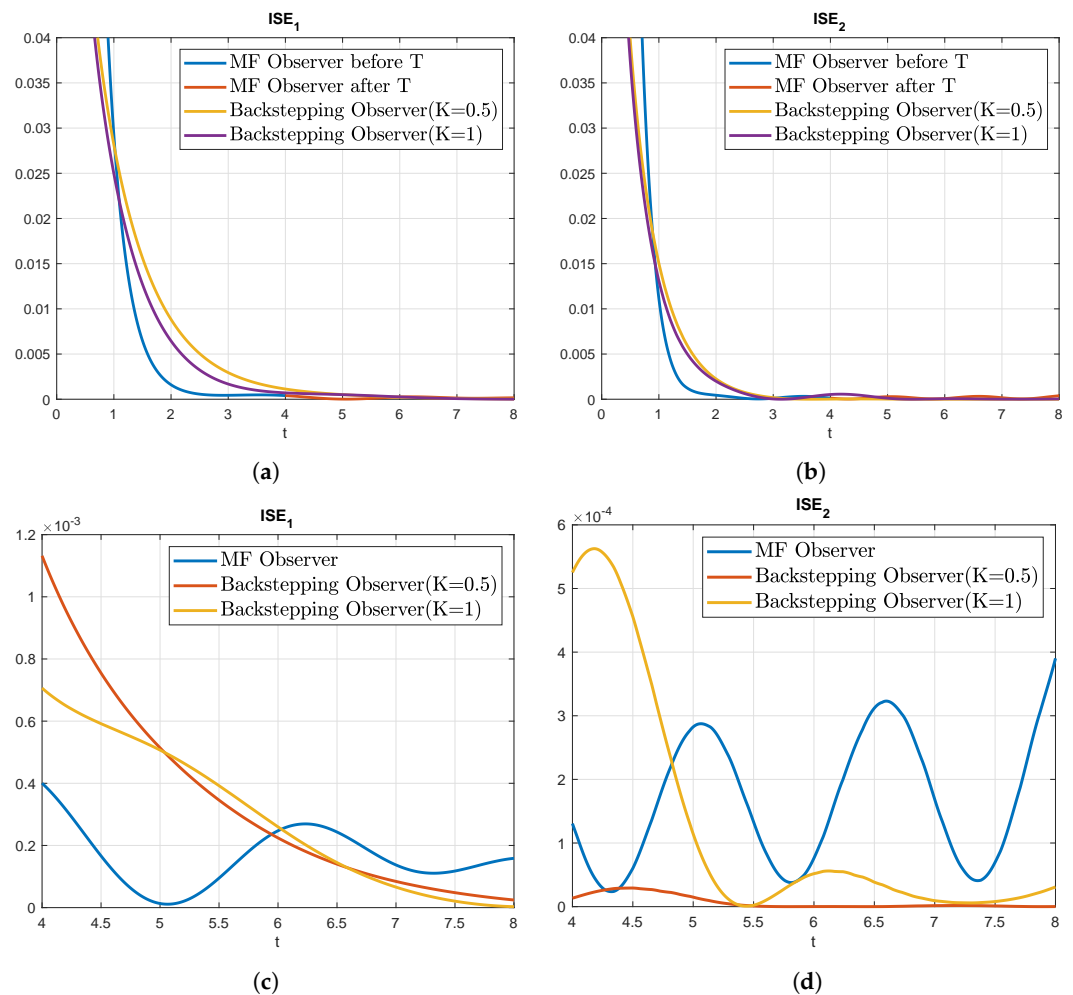 ISE1
0.04
0.035
0.03
0.025
0.02
0.015
0.01
0.005
0
0 1 2 3 4 5 6 7 8
t
MF Observer before T
MF Observer after T
Backstepping Observer(K=0.5)
Backstepping Observer(K=1)
(a)
ISE2
0.04
0.035
0.03
0.025
0.02
0.015
0.01
0.005
0
0 1 2 3 4 5 6 7 8
t
MF Observer before T
MF Observer after T
Backstepping Observer(K=0.5)
Backstepping Observer(K=1)
(b)
ISE1
×10-3
1.2
1
0.8
0.6
0.4
0.2
0
4 4.5 5 5.5 6 6.5 7 7.5 8
t
MF Observer
Backstepping Observer(K=0.5)
Backstepping Observer(K=1)
(c)
ISE2
×10-4
6
5
4
3
2
1
0
4 4.5 5 5.5 6 6.5 7 7.5 8
t
MF Observer
Backstepping Observer(K=0.5)
Backstepping Observer(K=1)
(d)